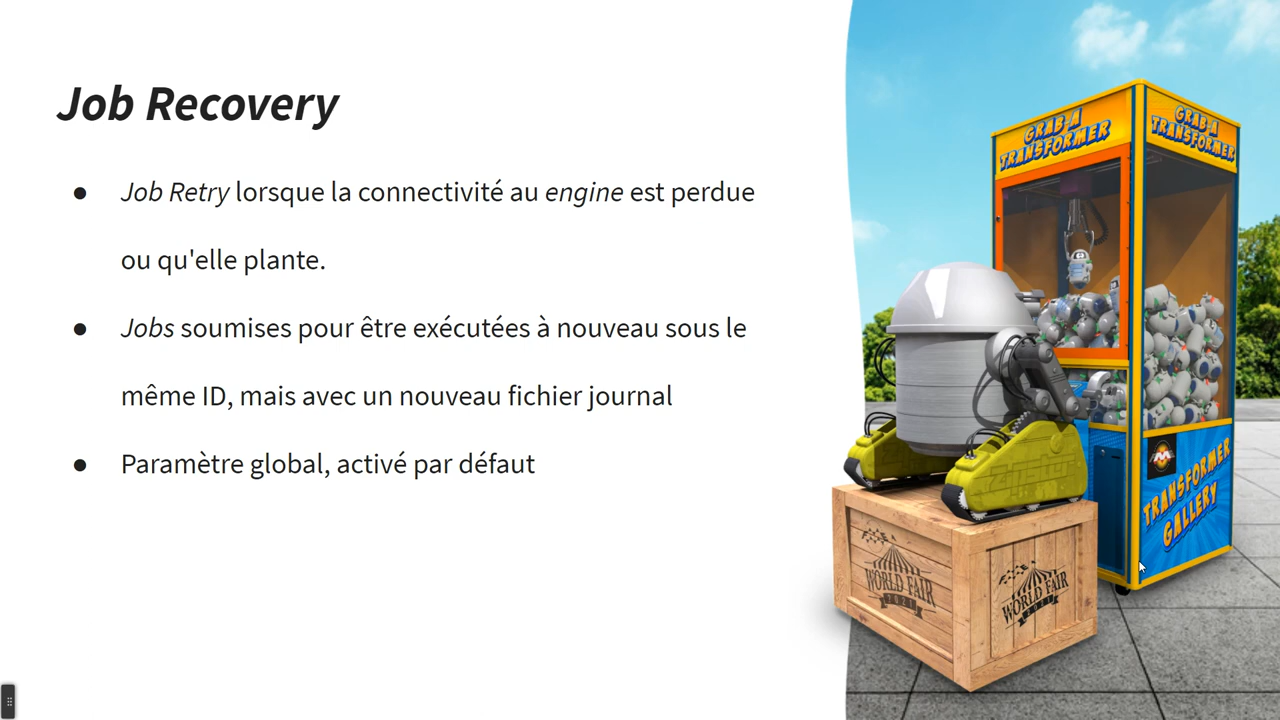 Job Recovery
● Job Retry lorsque la connectivité au engine est perdue
ou qu'elle plante.
● Jobs soumises pour être exécutées à nouveau sous le
même ID, mais avec un nouveau fichier journal
● Paramètre global, activé par défaut
GRAB-A
TRANSFORMER
GRAB-A
TRANSFORMER
TRANSFORMER
GALLERY
WORLD FAIR
2021
WORLD FAIR
2021